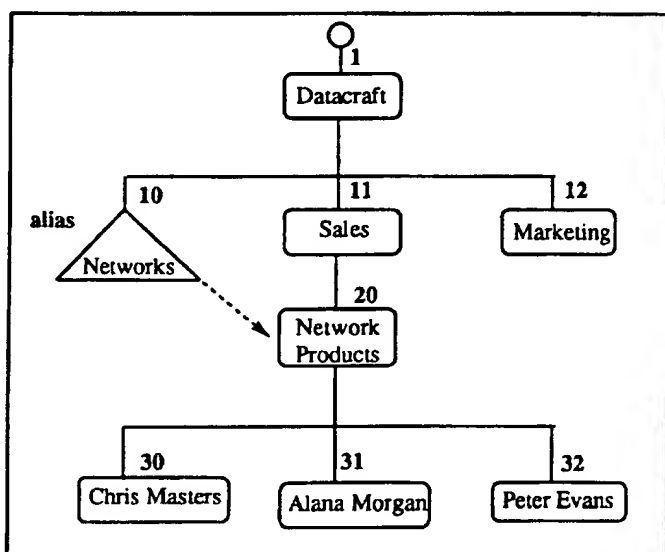 1
Datacraft
10
11
12
alias
Networks
Sales
Marketing
20
Network
Products
30
31
32
Chris Masters
Alana Morgan
Peter Evans